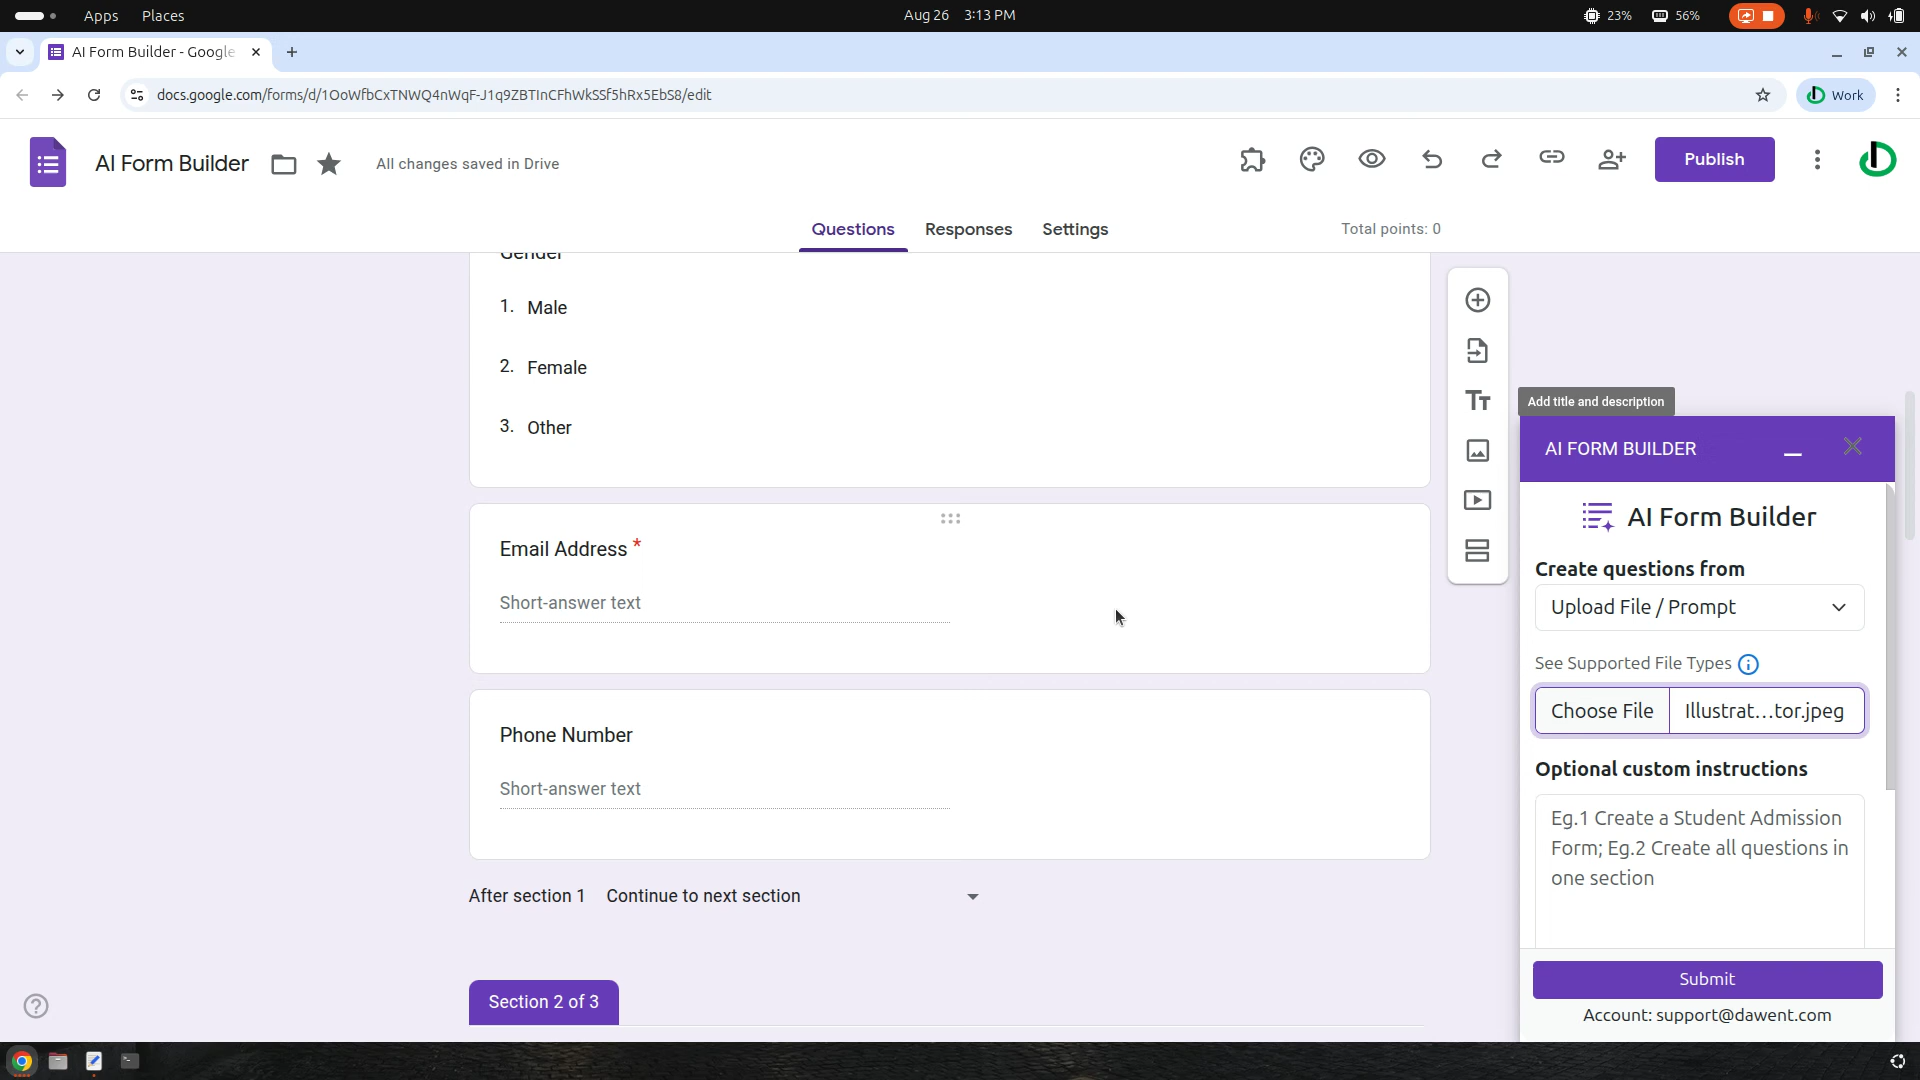 Apps Places Aug 26 3:13 PM 23% 56%
AI Form Builder - Google
docs.google.com/forms/d/1OoWfbCxTNWQ4nWqF-J1q9ZBTInCFhWkSSf5hRx5EbS8/edit Work
AI Form Builder All changes saved in Drive Publish
Questions Responses Settings Total points: 0
Gender
1. Male
2. Female
3. Other
Email Address *
Short-answer text
Phone Number
Short-answer text
After section 1 Continue to next section
Section 2 of 3
Add title and description
AI FORM BUILDER
AI Form Builder
Create questions from
Upload File / Prompt
See Supported File Types
Choose File Illustrat...tor.jpeg
Optional custom instructions
Eg.1 Create a Student Admission
Form; Eg.2 Create all questions in
one section
Submit
Account: support@dawent.com